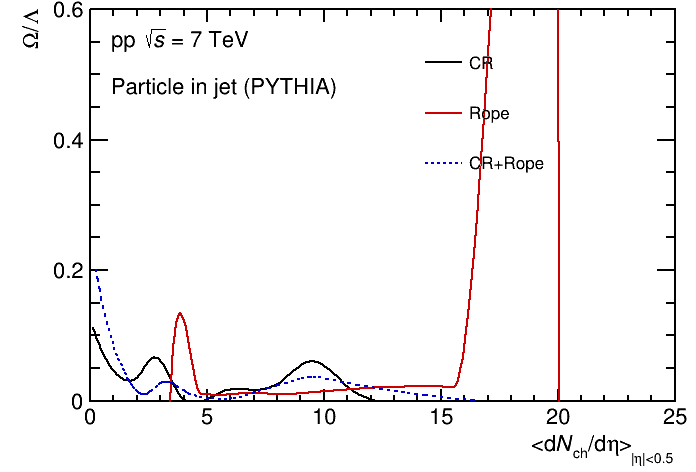 Ω/Λ
0.6
0.4
0.2
0
pp √s = 7 TeV
Particle in jet (PYTHIA)
CR
Rope
CR+Rope
0 5 10 15 20 25
<dNch/dη>|η|<0.5